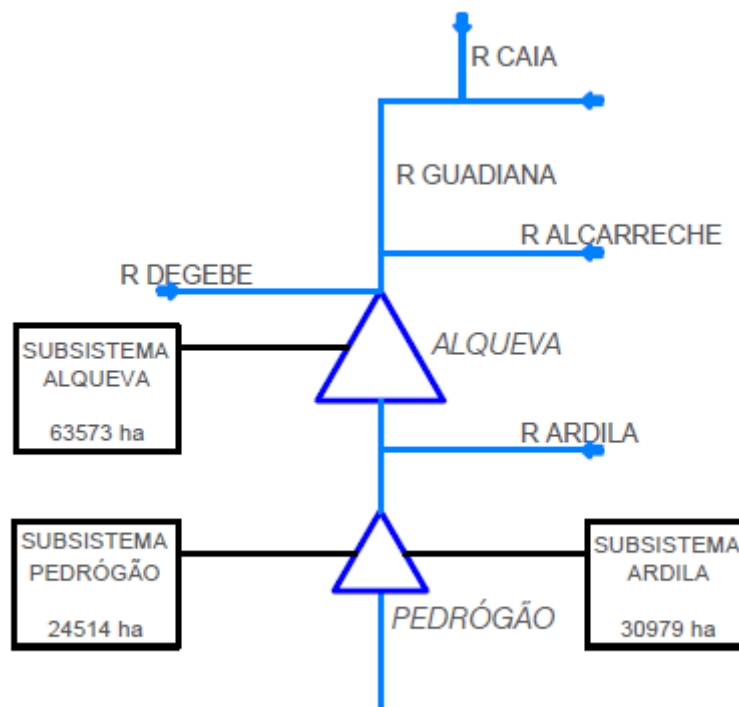 R CAIA
R GUADIANA
R ALCARRECHE
R DEGEBE
SUBSISTEMA
ALQUEVA
63573 ha
ALQUEVA
R ARDILA
SUBSISTEMA
PEDRÓGÃO
24514 ha
PEDRÓGÃO
SUBSISTEMA
ARDILA
30979 ha